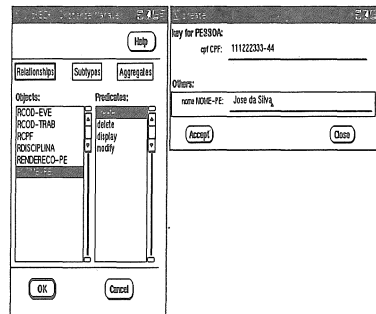 Help
Relationships Subtypes Aggregates
Objects: Predicates:
RCOD-EVE
RCOD-TRAB delete
RCPF display
RDISCIPLINA modify
RENDERECO-PE
OK Cancel
create
key for PESSOA:
cpf CPF: 111222333-44
Others:
nome NOME-PE: Jose da Silva
Accept Close